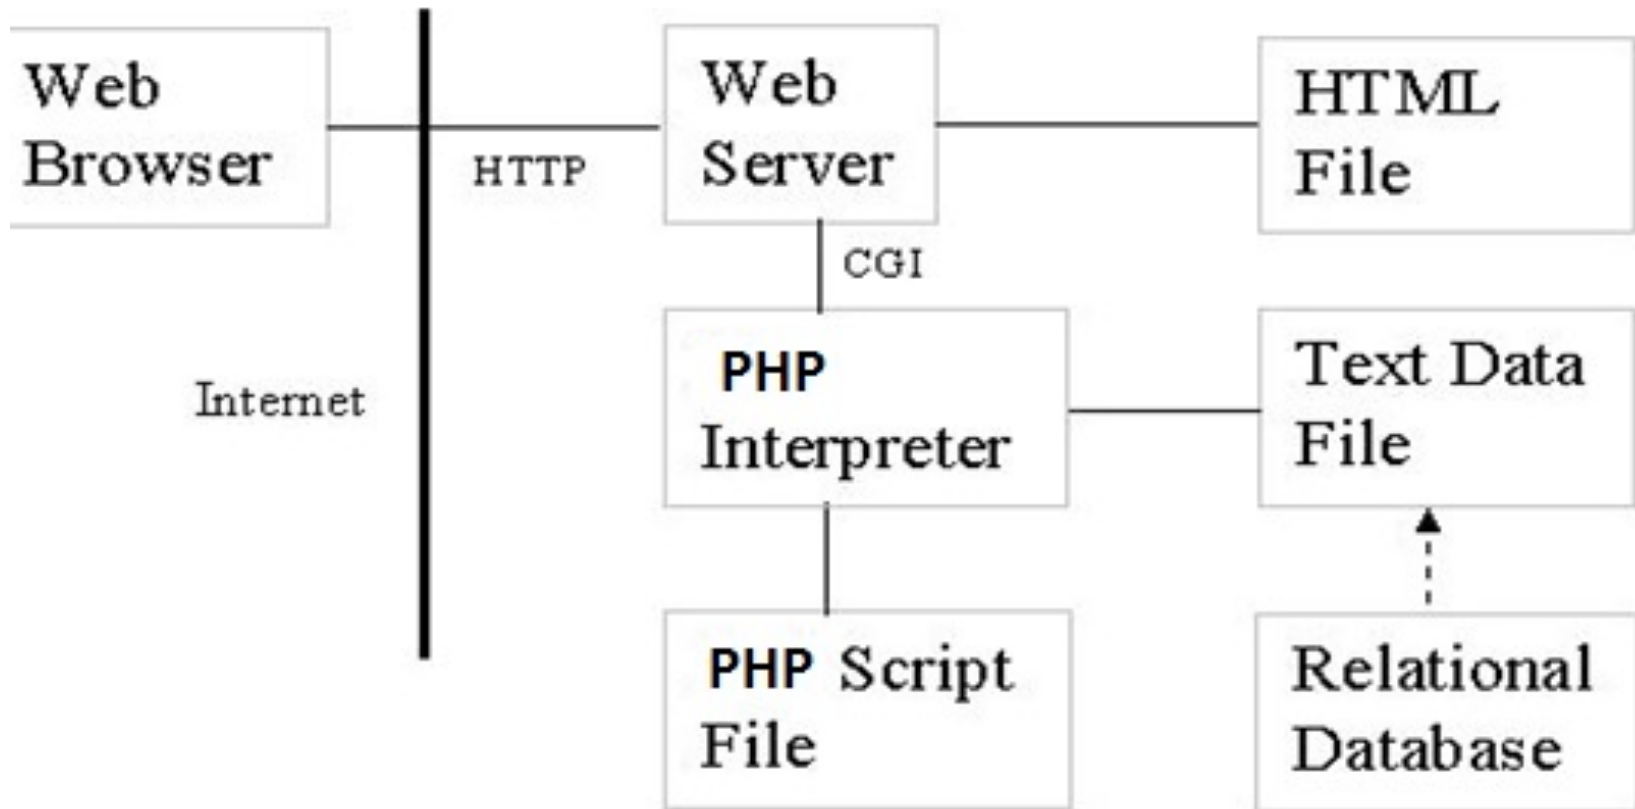 Web
Browser
HTTP
Web
Server
HTML
File
CGI
Internet
PHP
Interpreter
Text Data
File
PHP Script
File
Relational
Database